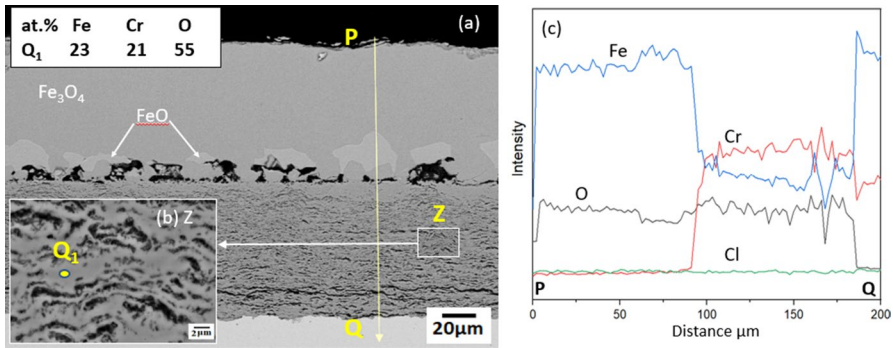 at.% Fe Cr O
Q₁ 23 21 55
(a)
P
Fe₃O₄
FeO
Z
(b) Z
Q₁
2μm
Q
20μm
(c)
Fe
Cr
O
Cl
Intensity
P
Q
0 50 100 150 200
Distance μm